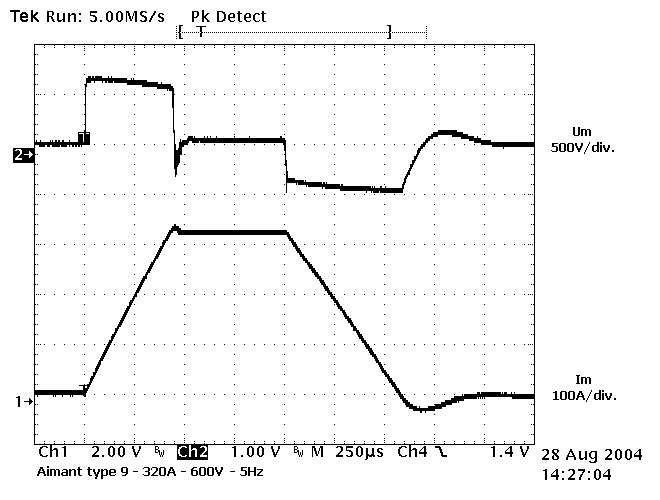 Tek Run: 5.00MS/s Pk Detect
[ T ]
T
2→
Um
500V/div.
1→
Im
100A/div.
Ch1 2.00 V BW Ch2 1.00 V BW M 250µs Ch4 1.4 V
Aimant type 9 - 320A - 600V - 5Hz
28 Aug 2004
14:27:04